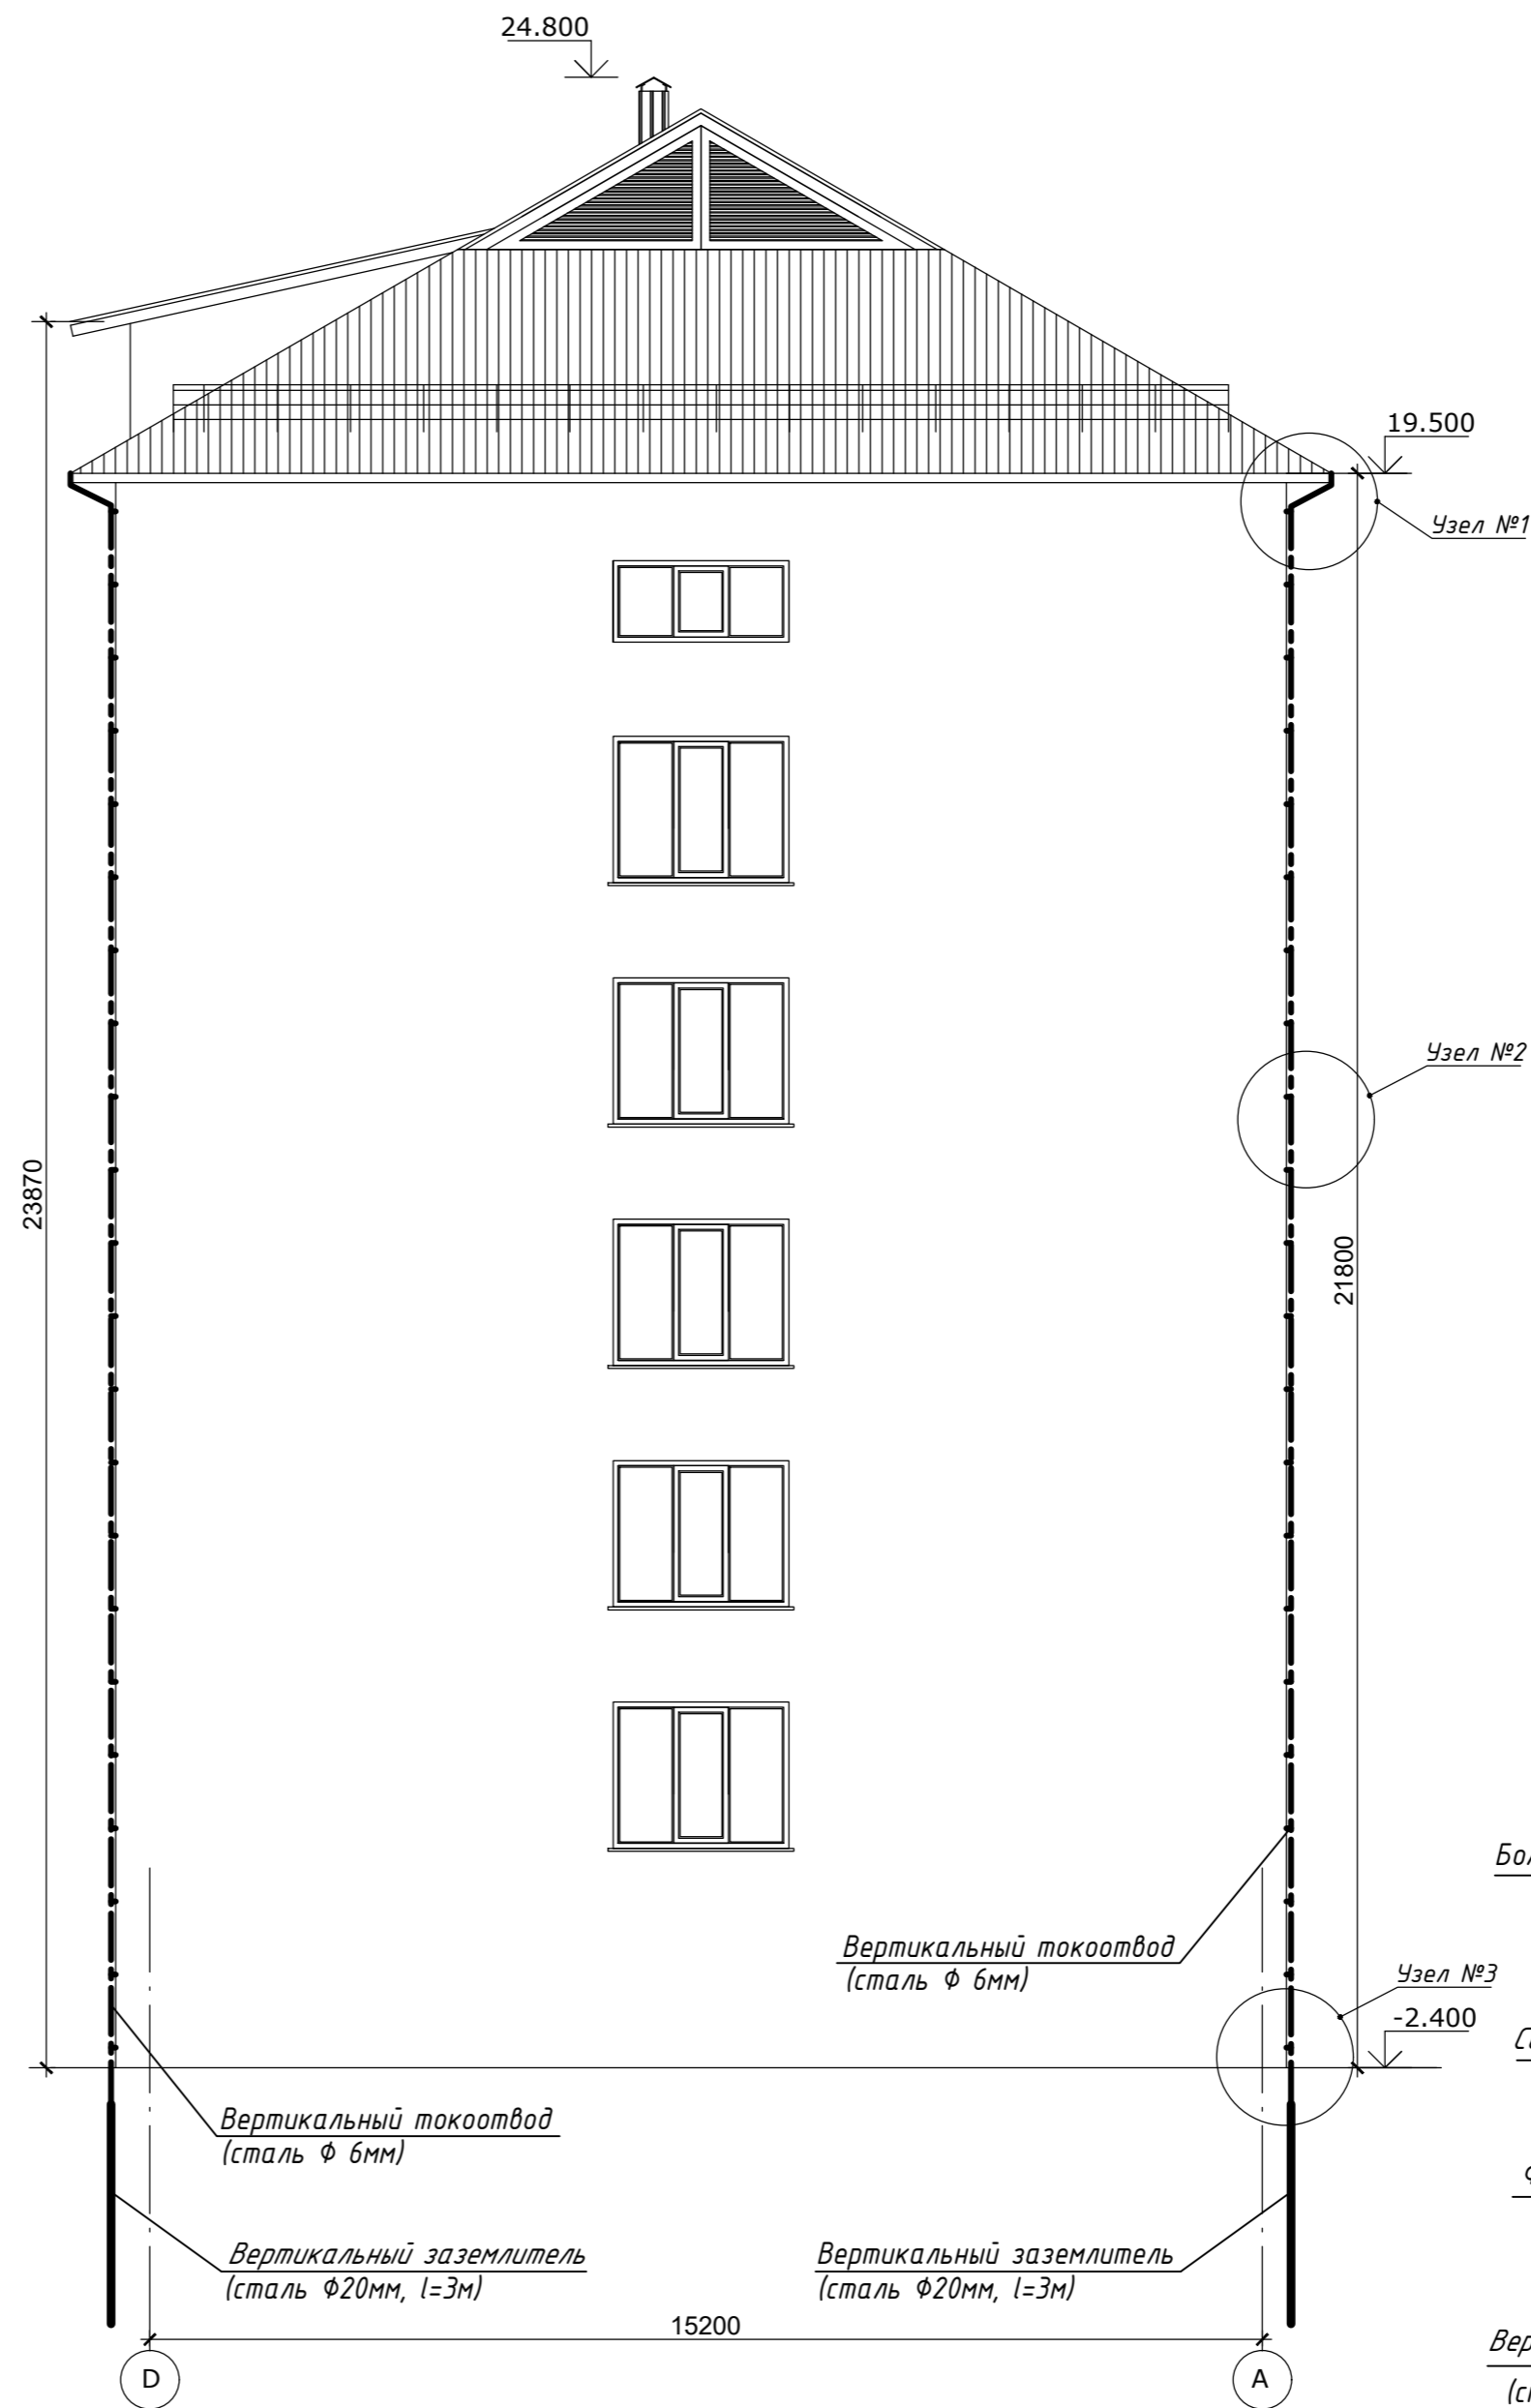 24.800
19.500
Узел №1
Узел №2
23870
21800
Вертикальный токоотвод
(сталь Ф 6мм)
Узел №3
-2.400
Вертикальный токоотвод
(сталь Ф 6мм)
Вертикальный заземлитель
(сталь Ф20мм, l=3м)
Вертикальный заземлитель
(сталь Ф20мм, l=3м)
15200
D
A